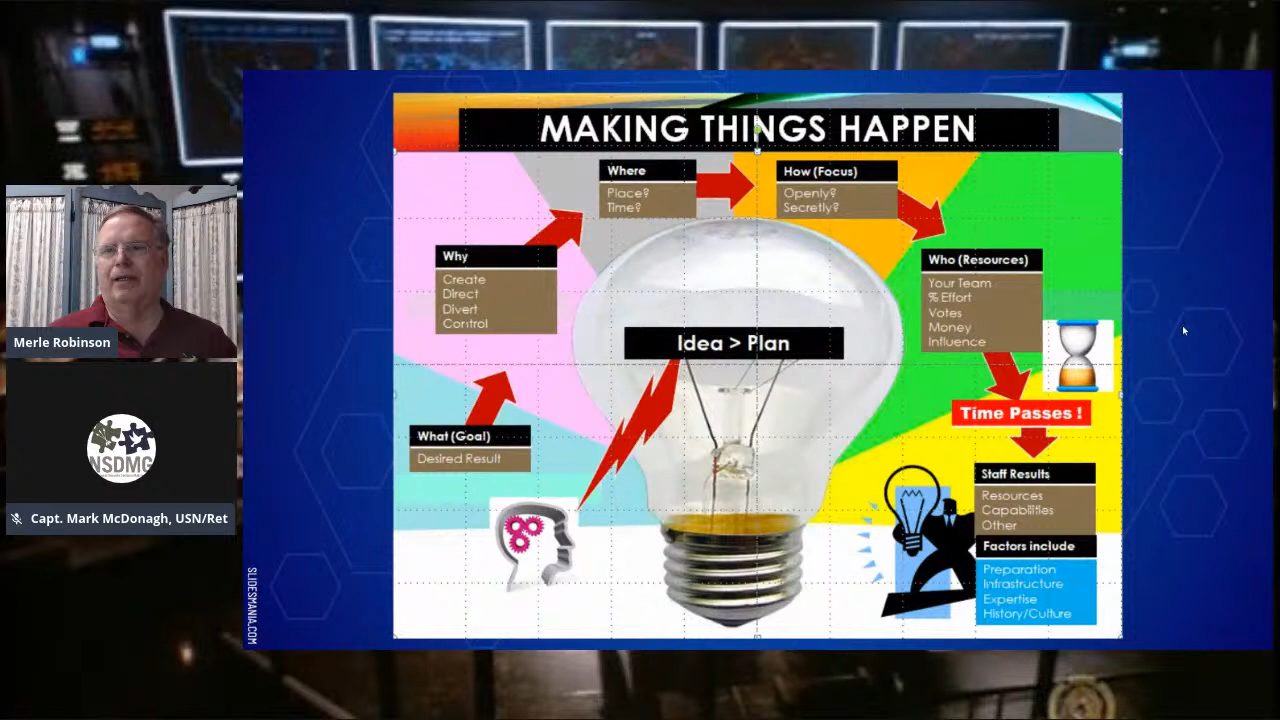 MAKING THINGS HAPPEN
Where
Place?
Time?
How (Focus)
Openly?
Secretly?
Why
Create
Direct
Divert
Control
Who (Resources)
Your Team
% Effort
Votes
Money
Influence
Idea > Plan
Time Passes !
What (Goal)
Desired Result
Staff Results
Resources
Capabilities
Other
Factors include
Preparation
Infrastructure
Expertise
History/Culture
Merle Robinson
NSDMG
Capt. Mark McDonagh, USN/Ret
SLIDESMANIA.COM